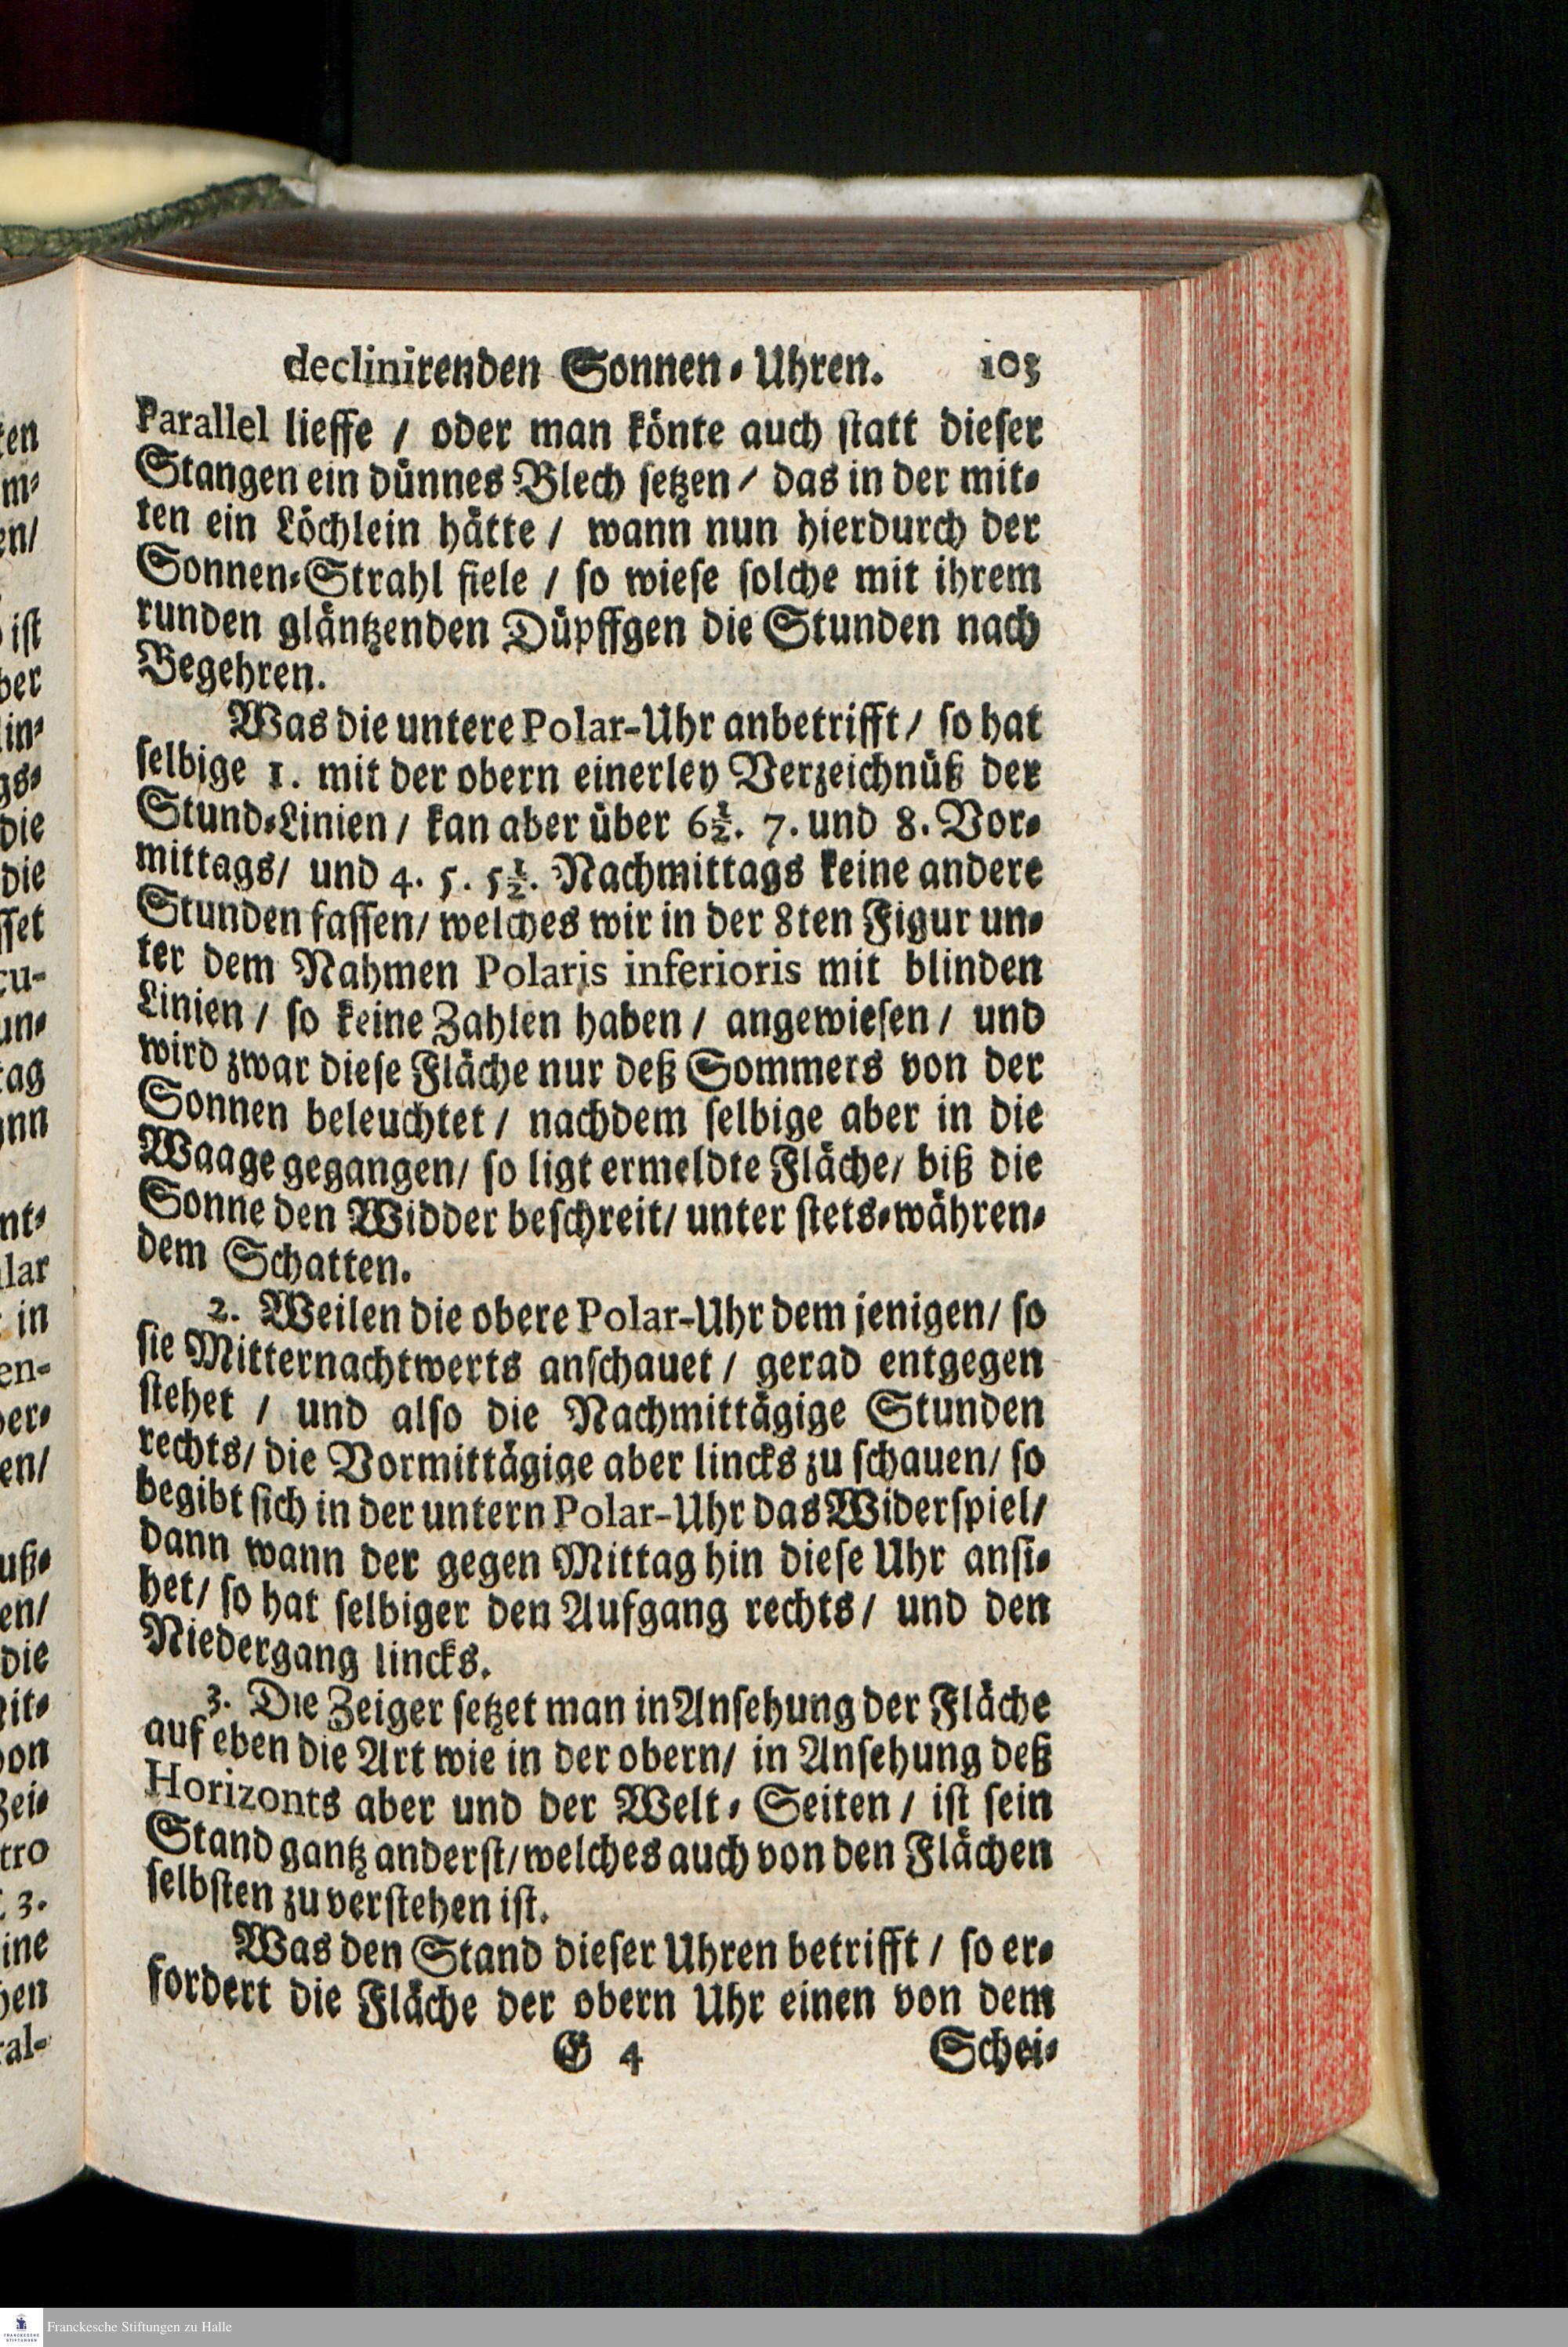 declinirenden Sonnen-Uhren. 103
parallel lieffe / oder man könte auch statt dieser
Stangen ein dünnes Blech setzen / das in der mit-
ten ein Löchlein hätte / wann nun hierdurch der
Sonnen-Strahl fiele / so wiese solche mit ihrem
runden gläntzenden Düpffgen die Stunden nach
Begehren.
Was die untere Polar-Uhr anbetrifft / so hat
selbige 1. mit der obern einerley Verzeichnüß der
Stund-Linien / kan aber über 6½. 7. und 8. Vor-
mittags / und 4. 5. 5½. Nachmittags keine andere
Stunden fassen / welches wir in der 8ten Figur un-
ter dem Nahmen Polaris inferioris mit blinden
Linien / so keine Zahlen haben / angewiesen / und
wird zwar diese Fläche nur deß Sommers von der
Sonnen beleuchtet / nachdem selbige aber in die
Waage gegangen / so ligt ermeldte Fläche / biß die
Sonne den Widder beschreit / unter stets-währen-
dem Schatten.
2. Weilen die obere Polar-Uhr dem jenigen / so
sie Mitternachtwerts anschauet / gerad entgegen
stehet / und also die Nachmittägige Stunden
rechts / die Vormittägige aber lincks zu schauen / so
begibt sich in der untern Polar-Uhr das Widerspiel /
dann wann der gegen Mittag hin diese Uhr ansi-
het / so hat selbiger den Aufgang rechts / und den
Niedergang lincks.
3. Die Zeiger setzet man in Ansehung der Fläche
auf eben die Art wie in der obern / in Ansehung deß
Horizonts aber und der Welt-Seiten / ist sein
Stand gantz anderst / welches auch von den Flächen
selbsten zu verstehen ist.
Was den Stand dieser Uhren betrifft / so er-
fordert die Fläche der obern Uhr einen von dem
G 4 Schei-
Franckesche Stiftungen zu Halle